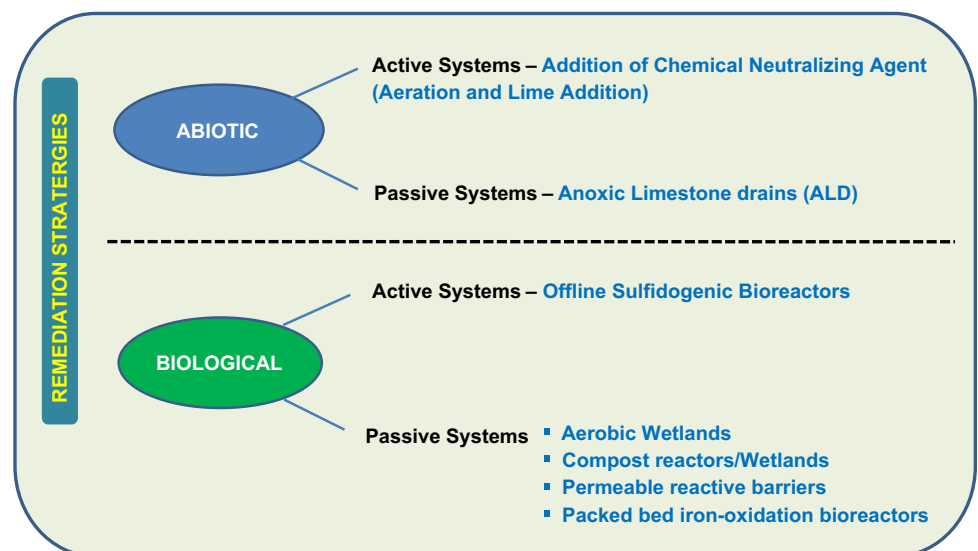 REMEDIATION STRATERGIES
ABIOTIC
Active Systems – Addition of Chemical Neutralizing Agent
(Aeration and Lime Addition)
Passive Systems – Anoxic Limestone drains (ALD)
BIOLOGICAL
Active Systems – Offline Sulfidogenic Bioreactors
Passive Systems ▪ Aerobic Wetlands
▪ Compost reactors/Wetlands
▪ Permeable reactive barriers
▪ Packed bed iron-oxidation bioreactors